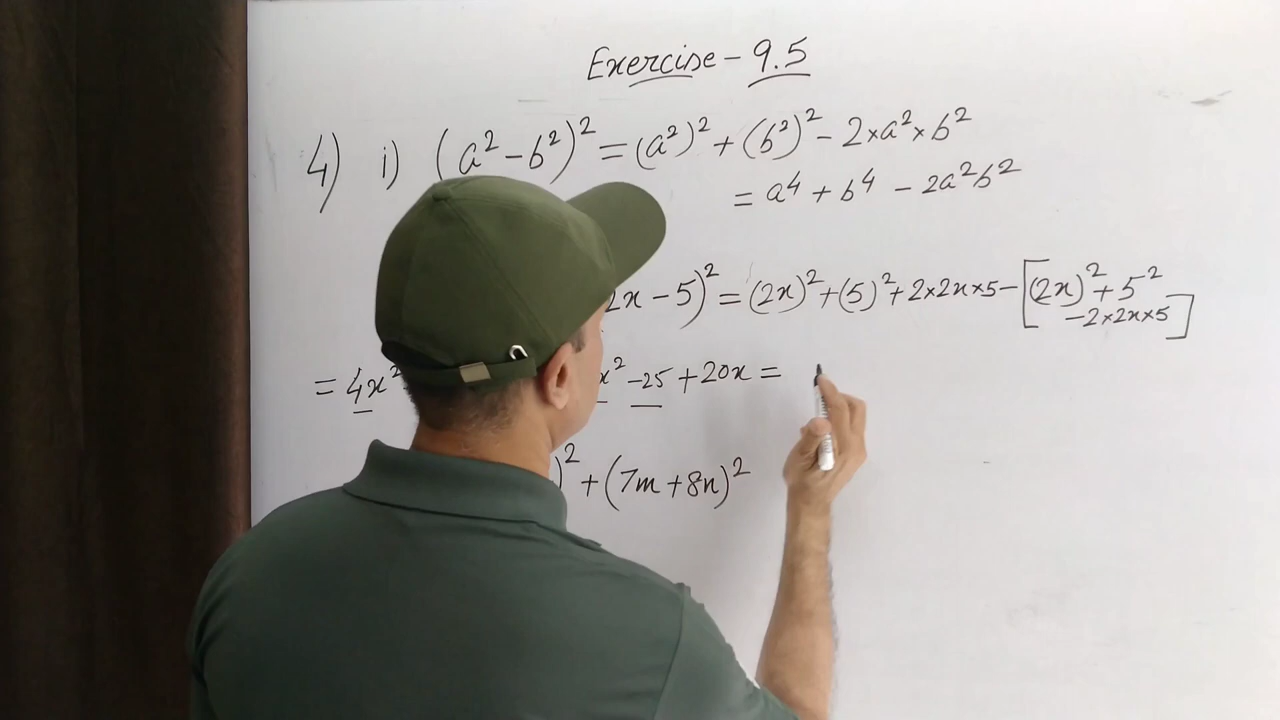 Exercise - 9.5
4) i) (a² - b²)² = (a²)² + (b²)² - 2×a²×b²
= a⁴ + b⁴ - 2a²b²
2x - 5)² = (2x)² + (5)² + 2×2x×5 - [(2x)² + 5²
-2×2x×5]
= 4x² x² -25 + 20x =
)² + (7m + 8n)²